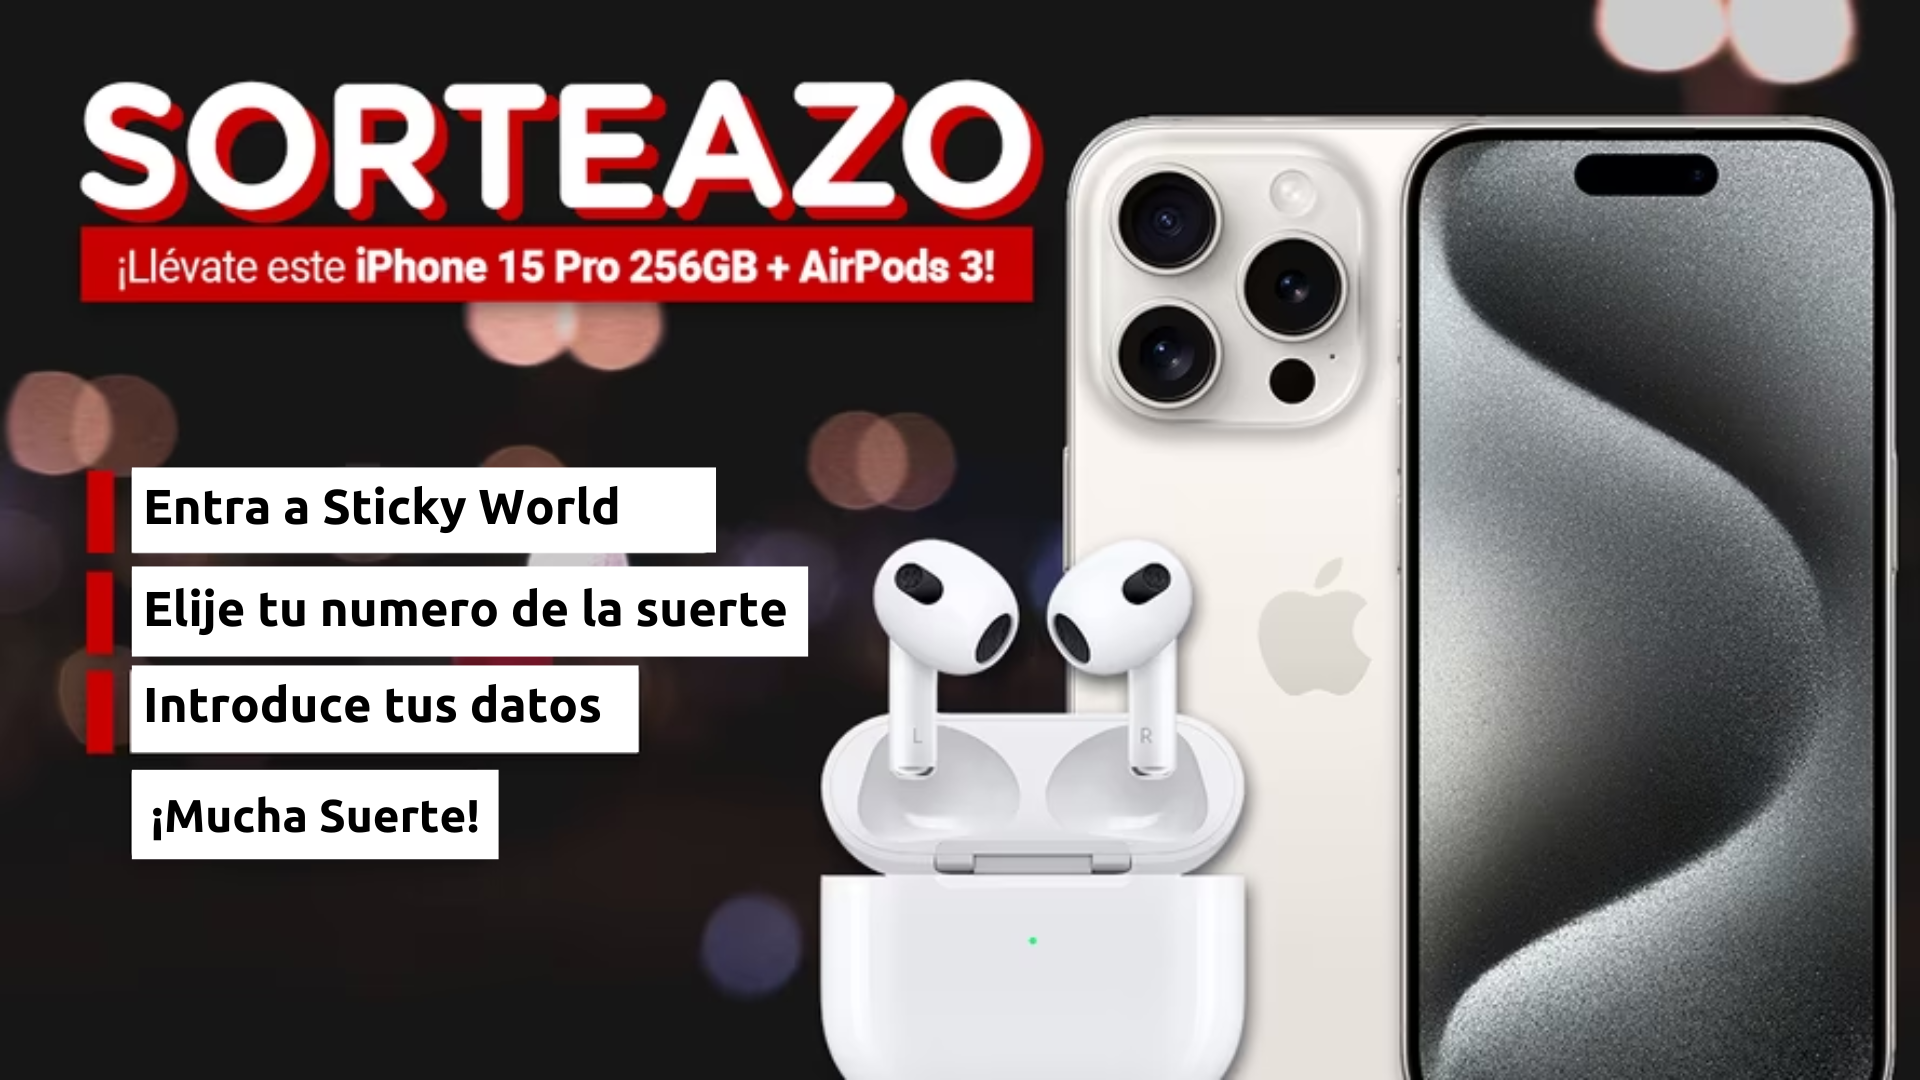 SORTEAZO
¡Llévate este iPhone 15 Pro 256GB + AirPods 3!
Entra a Sticky World
Elije tu numero de la suerte
Introduce tus datos
¡Mucha Suerte!
L
R